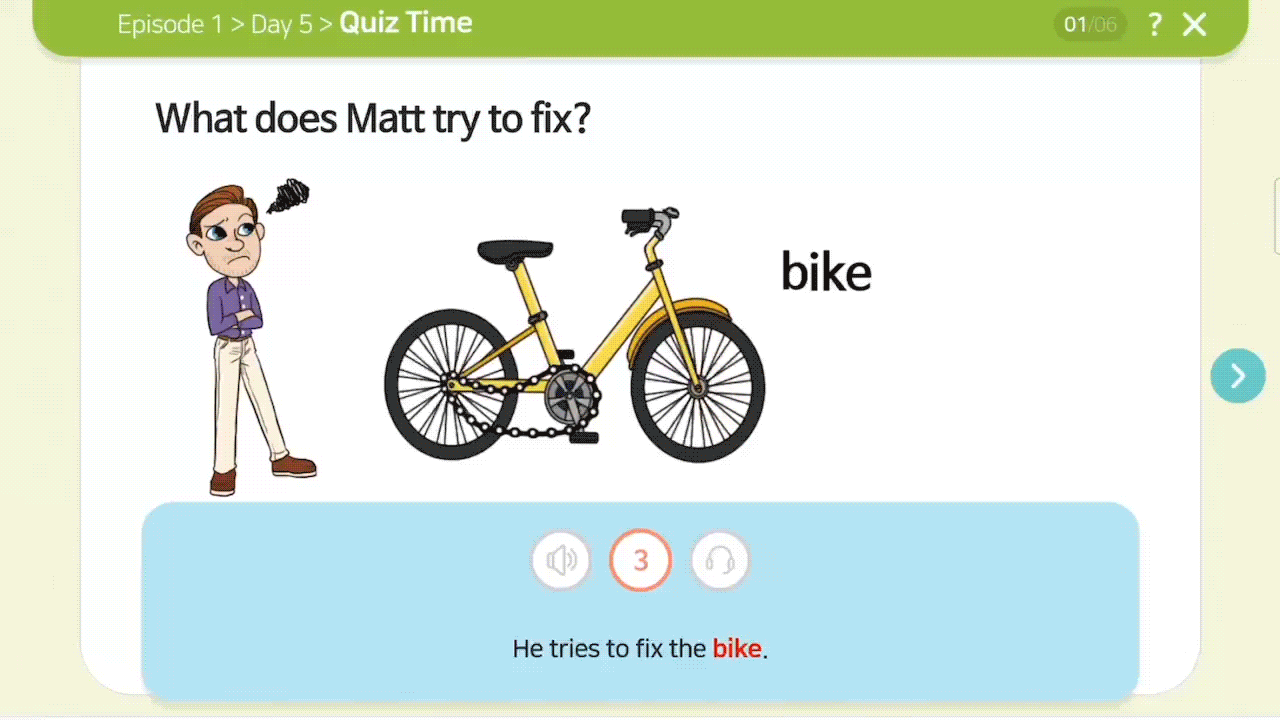 Episode 1 > Day 5 > Quiz Time
01/06 ?
What does Matt try to fix?
bike
3
He tries to fix the bike.